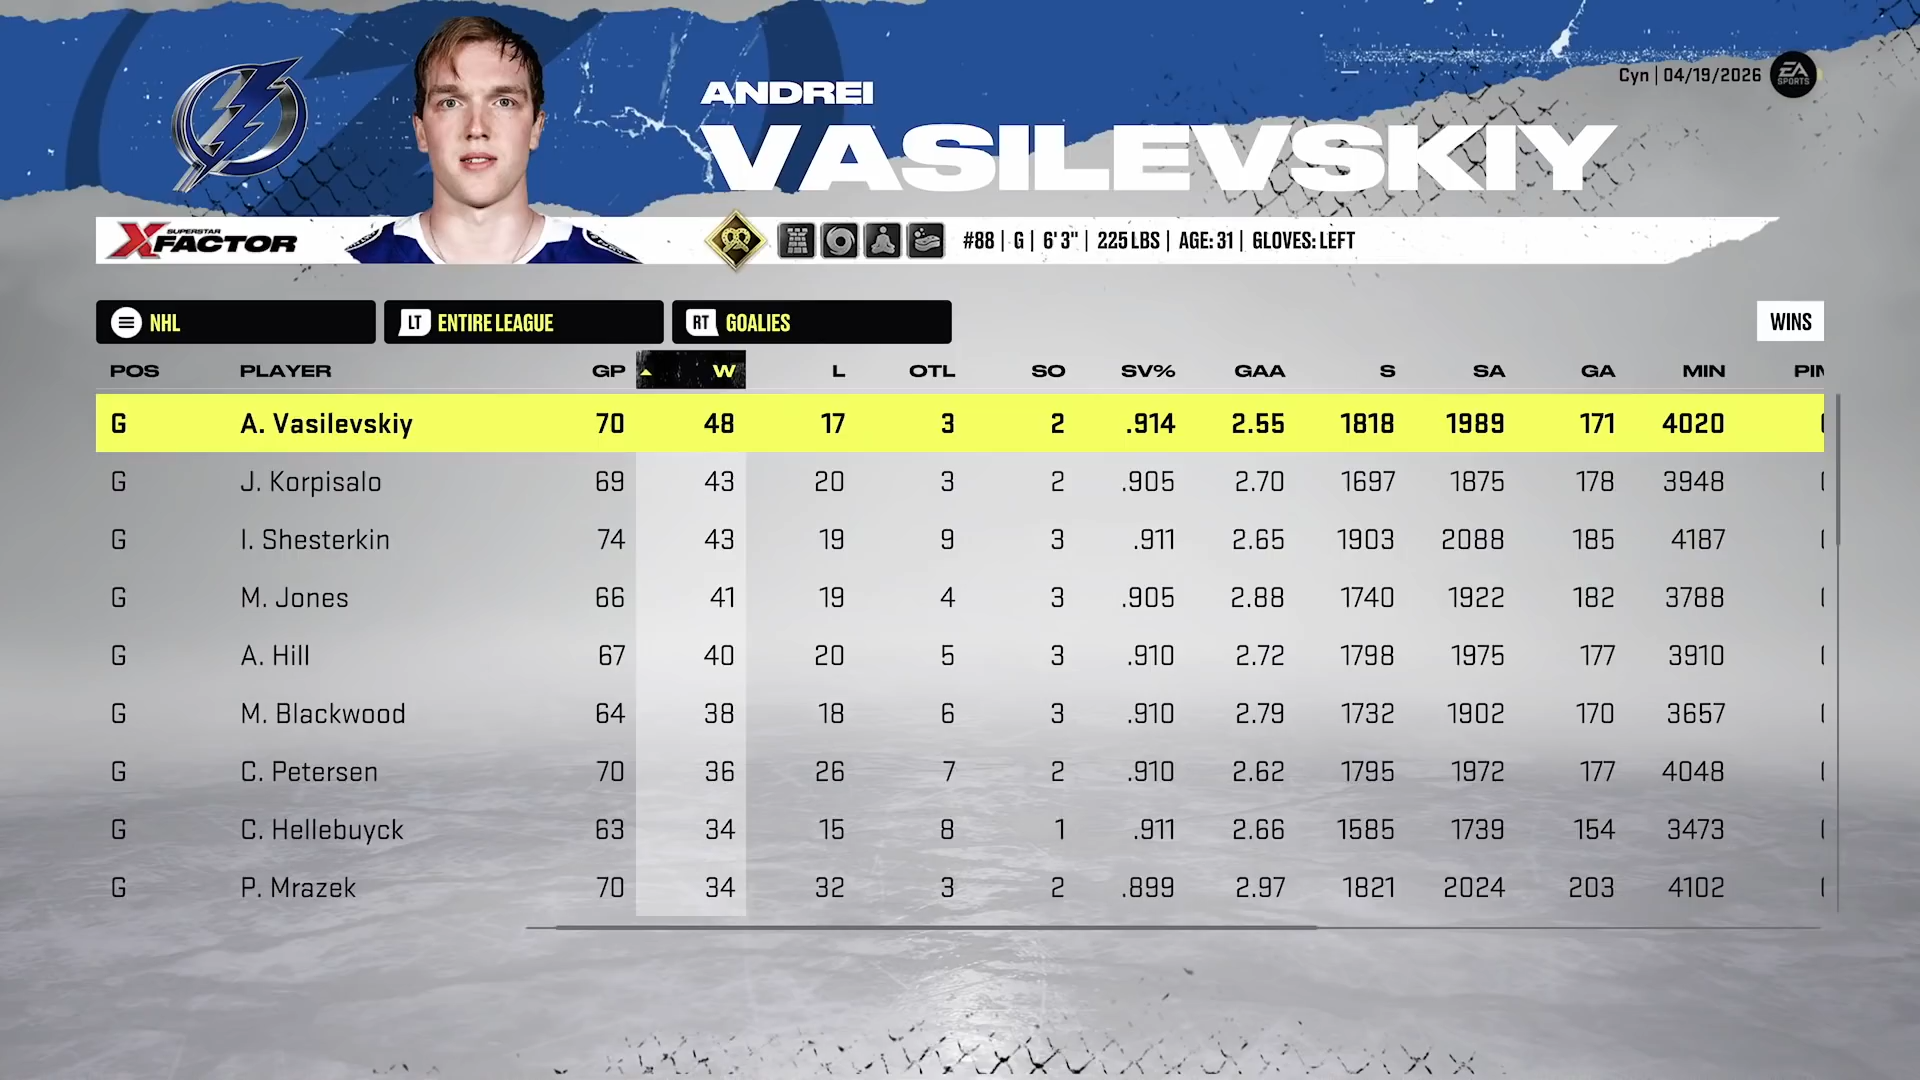 Cyn | 04/19/2026
EA SPORTS
ANDREI
VASILEVSKIY
SUPERSTAR
X FACTOR
#88 | G | 6' 3" | 225 LBS | AGE: 31 | GLOVES: LEFT
NHL
LT ENTIRE LEAGUE
RT GOALIES
WINS
POS PLAYER GP W L OTL SO SV% GAA S SA GA MIN
G A. Vasilevskiy 70 48 17 3 2 .914 2.55 1818 1989 171 4020
G J. Korpisalo 69 43 20 3 2 .905 2.70 1697 1875 178 3948
G I. Shesterkin 74 43 19 9 3 .911 2.65 1903 2088 185 4187
G M. Jones 66 41 19 4 3 .905 2.88 1740 1922 182 3788
G A. Hill 67 40 20 5 3 .910 2.72 1798 1975 177 3910
G M. Blackwood 64 38 18 6 3 .910 2.79 1732 1902 170 3657
G C. Petersen 70 36 26 7 2 .910 2.62 1795 1972 177 4048
G C. Hellebuyck 63 34 15 8 1 .911 2.66 1585 1739 154 3473
G P. Mrazek 70 34 32 3 2 .899 2.97 1821 2024 203 4102